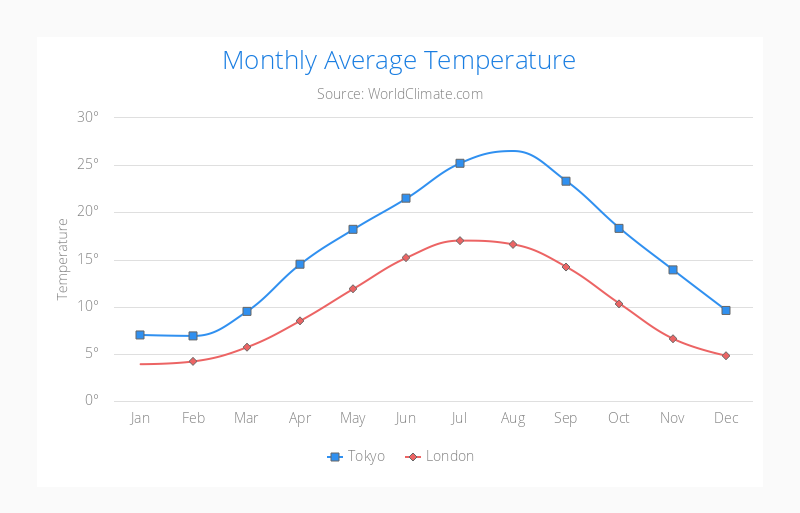 Monthly Average Temperature
Source: WorldClimate.com
30°
25°
20°
15°
10°
5°
0°
Temperature
Jan Feb Mar Apr May Jun Jul Aug Sep Oct Nov Dec
Tokyo London